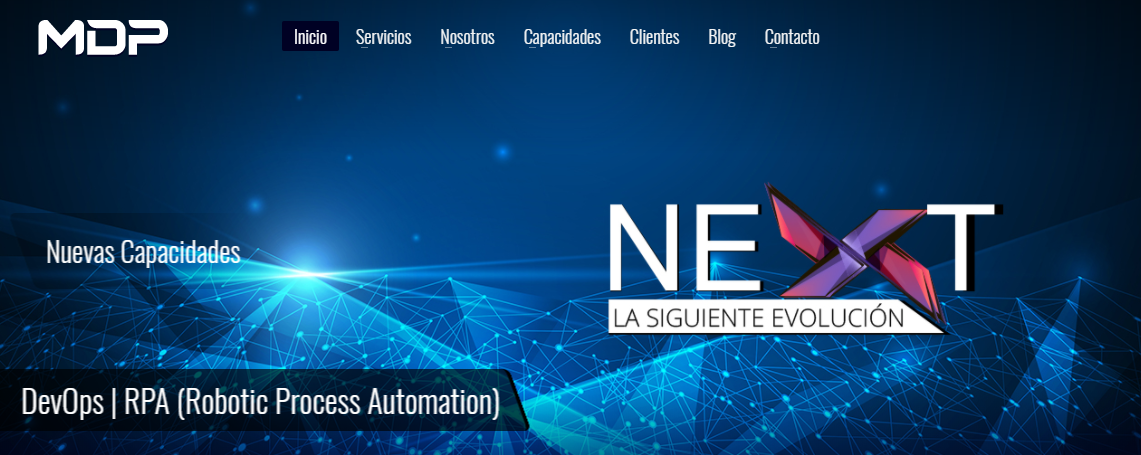 MDP
Inicio Servicios Nosotros Capacidades Clientes Blog Contacto
NEXT
Nuevas Capacidades
LA SIGUIENTE EVOLUCIÓN
DevOps | RPA (Robotic Process Automation)